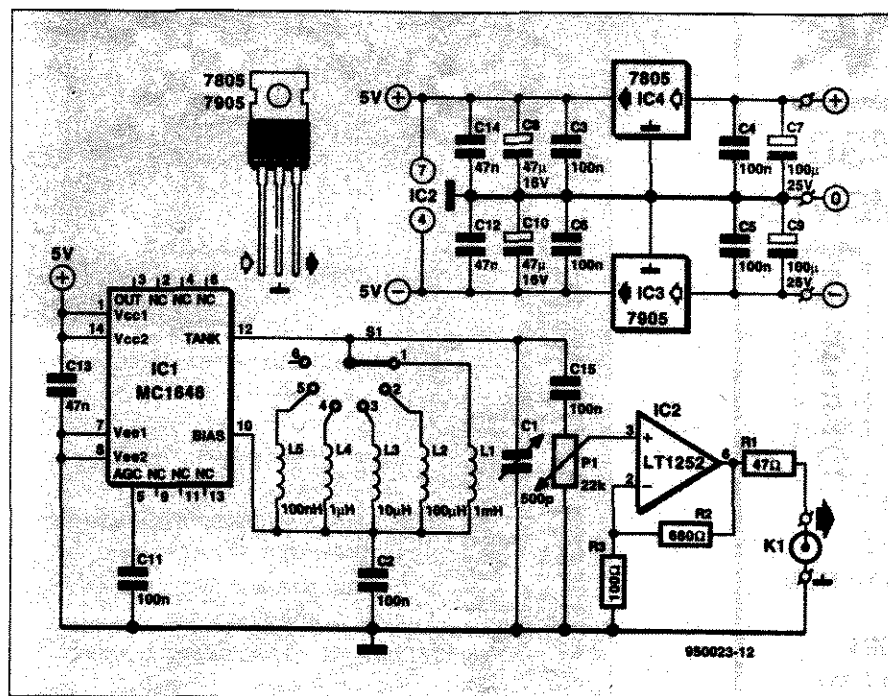 7805
7905
5V
+
7
IC2
4
C14
47n
C8
47µ
16V
C3
100n
7805
IC4
C4
100n
C7
100µ
25V
+
0
C12
47n
C10
47µ
16V
C6
100n
IC3
7905
C5
100n
C9
100µ
25V
5V
−
−
5V
+
3 2 4 6
OUT NC NC NC
1
Vcc1
14
Vcc2
TANK
12
IC1
MC1648
C13
47n
7
Vee1
8
Vee2
BIAS
10
AGC NC NC NC
5 9 11 13
C11
100n
S1
6
1
5
4
3
2
L5
100nH
L4
1µH
L3
10µH
L2
100µH
L1
1mH
C2
100n
C1
500p
C15
100n
P1
22k
IC2
3
+
LT1252
2
−
6
R1
47Ω
R2
680Ω
R3
100Ω
K1
950023-12